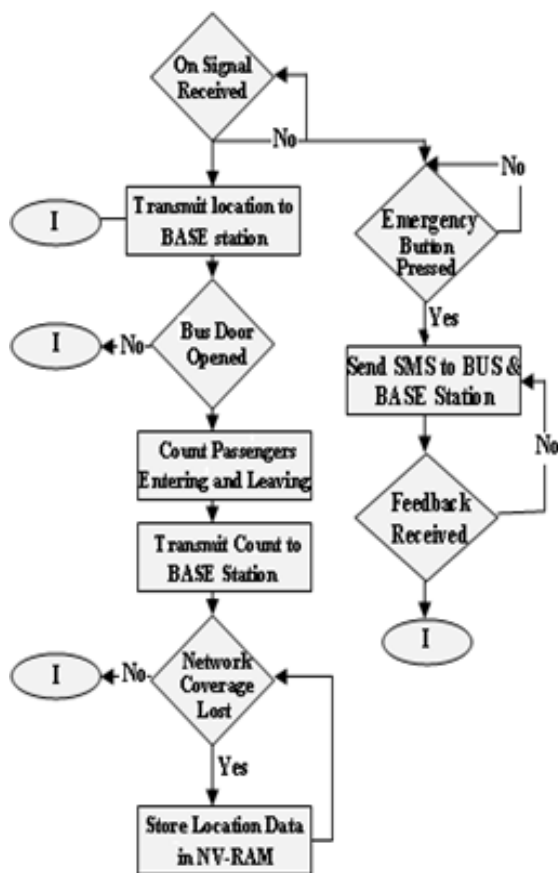 On Signal
Received
No
No
I
Transmit location to
BASE station
Emergency
Button
Pressed
I
No
Bus Door
Opened
Yes
Send SMS to BUS &
BASE Station
No
Count Passengers
Entering and Leaving
Feedback
Received
Transmit Count to
BASE Station
I
I
No
Network
Coverage
Lost
Yes
Store Location Data
in NV-RAM